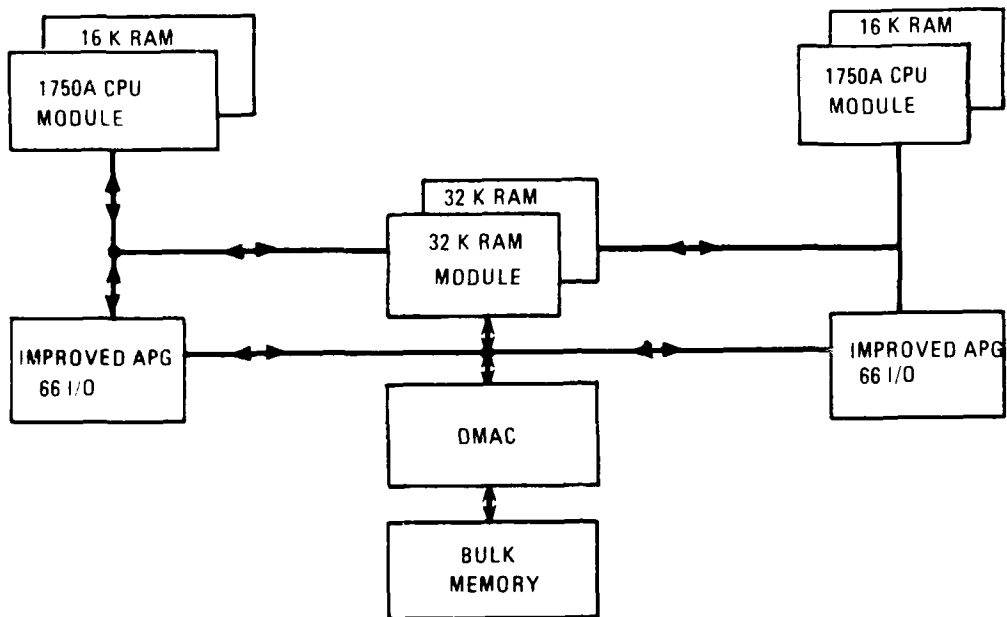 16 K RAM
1750A CPU
MODULE
16 K RAM
1750A CPU
MODULE
32 K RAM
32 K RAM
MODULE
IMPROVED APG
66 I/O
IMPROVED APG
66 I/O
DMAC
BULK
MEMORY